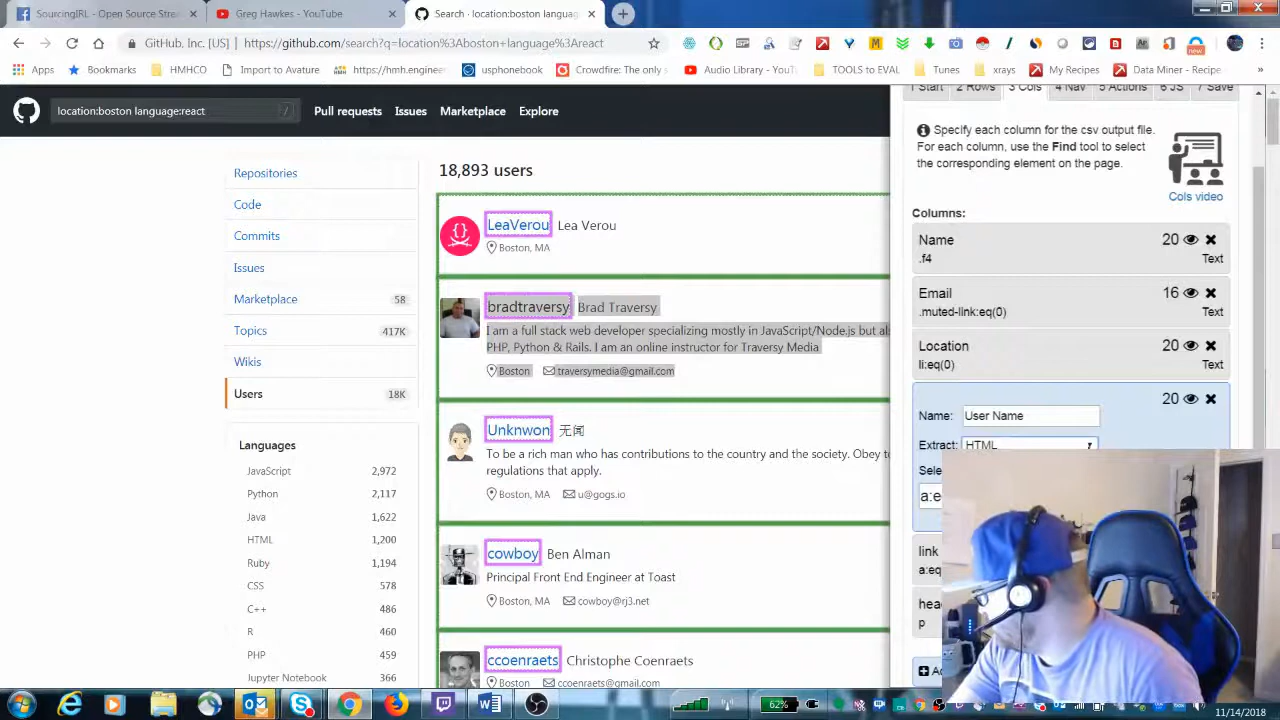 SourcingIRL - Open Source Stream
Greg Hawkes - YouTube
Search · location:boston langua
GitHub, Inc. [US] | https://github.com/search?q=location%3Aboston+language%3Areact
Apps
Bookmarks
HMHCO
Import to Avature
https://hmh.em
usphonebook
Crowdfire: The only s
Audio Library - YouT
TOOLS to EVAL
Tunes
xrays
My Recipes
Data Miner - Recipe
location:boston language:react
/
Pull requests
Issues
Marketplace
Explore
1 Start
2 Rows
3 Cols
4 Nav
5 Actions
6 JS
7 Save
Specify each column for the csv output file.
For each column, use the Find tool to select
the corresponding element on the page.
Cols video
Repositories
Code
Commits
Issues
Marketplace 58
Topics 417K
Wikis
Users 18K
Languages
JavaScript 2,972
Python 2,117
Java 1,622
HTML 1,200
Ruby 1,194
CSS 578
C++ 486
R 460
PHP 459
Jupyter Notebook 366
18,893 users
LeaVerou Lea Verou
Boston, MA
bradtraversy Brad Traversy
I am a full stack web developer specializing mostly in JavaScript/Node.js but al
PHP, Python & Rails. I am an online instructor for Traversy Media
Boston traversymedia@gmail.com
Unknwon 无闻
To be a rich man who has contributions to the country and the society. Obey t
regulations that apply.
Boston, MA u@gogs.io
cowboy Ben Alman
Principal Front End Engineer at Toast
Boston, MA cowboy@rj3.net
ccoenraets Christophe Coenraets
Boston ccoenraets@gmail.com
Columns:
Name 20
.f4 Text
Email 16
.muted-link:eq(0) Text
Location 20
li:eq(0) Text
20
Name: User Name
Extract: HTML
Sele
a:e
link
a:eq
hea
p
Ad
62%
11/14/2018